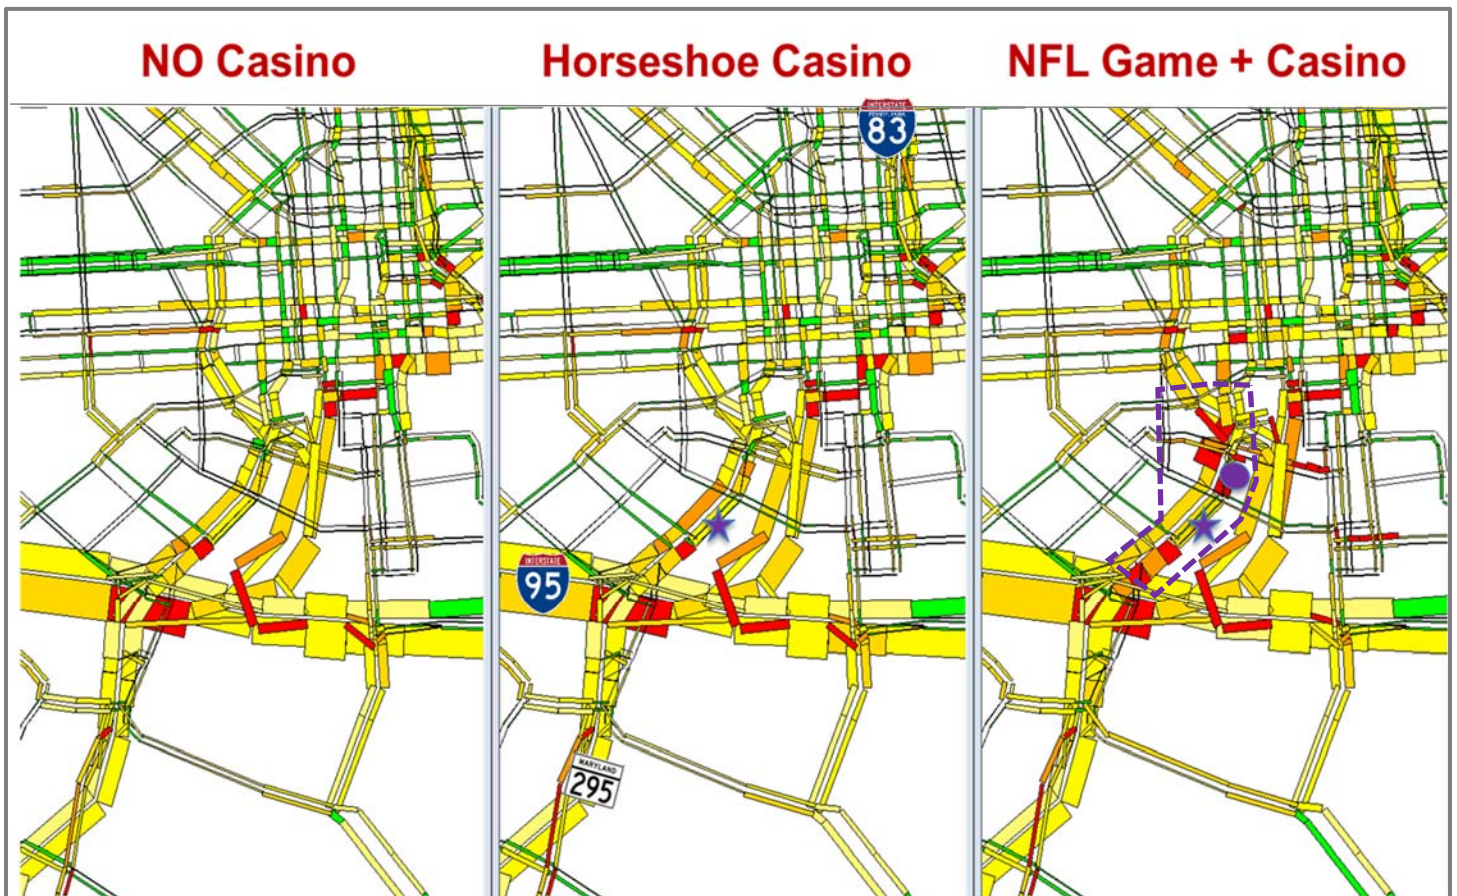 NO Casino
Horseshoe Casino
NFL Game + Casino
INTERSTATE
83
INTERSTATE
95
MARYLAND
295